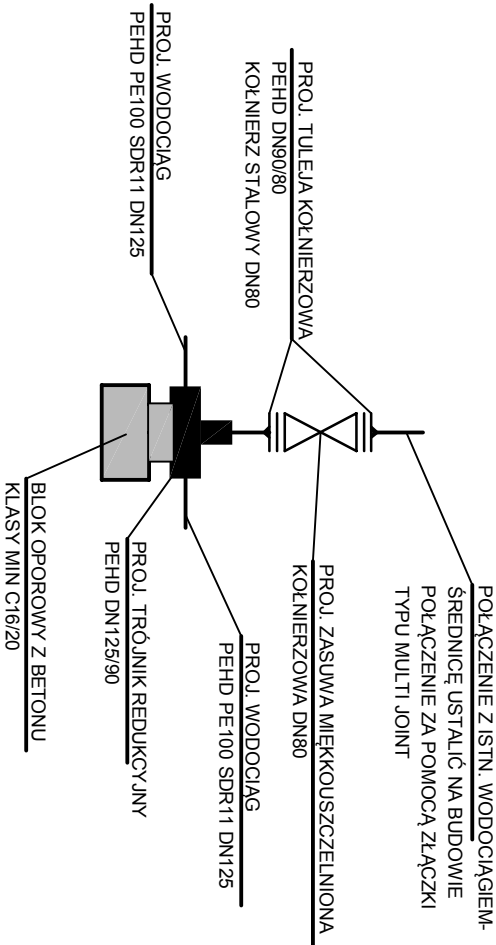 POŁĄCZENIE Z ISTN. WODOCIĄGIEM-
ŚREDNICĘ USTALIĆ NA BUDOWIE
POŁĄCZENIE ZA POMOCĄ ZŁĄCZKI
TYPU MULTI JOINT
PROJ. TULEJA KOŁNIERZOWA
PEHD DN90/80
KOŁNIERZ STALOWY DN80
PROJ. ZASUWA MIĘKKOUSZCZELNIONA
KOŁNIERZOWA DN80
PROJ. WODOCIĄG
PEHD PE100 SDR11 DN125
PROJ. WODOCIĄG
PEHD PE100 SDR11 DN125
PROJ. TRÓJNIK REDUKCYJNY
PEHD DN125/90
BLOK OPOROWY Z BETONU
KLASY MIN C16/20